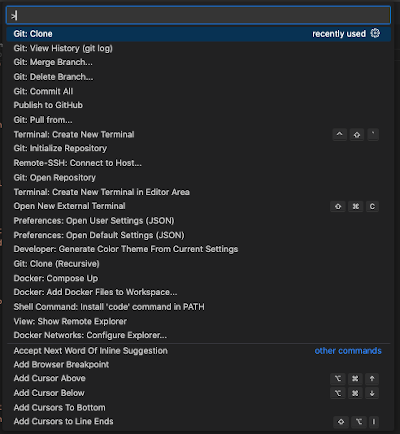 >
Git: Clone recently used
Git: View History (git log)
Git: Merge Branch...
Git: Delete Branch...
Git: Commit All
Publish to GitHub
Git: Pull from...
Terminal: Create New Terminal ^ ⇧ `
Git: Initialize Repository
Remote-SSH: Connect to Host...
Git: Open Repository
Terminal: Create New Terminal in Editor Area
Open New External Terminal ⇧ ⌘ C
Preferences: Open User Settings (JSON)
Preferences: Open Default Settings (JSON)
Developer: Generate Color Theme From Current Settings
Git: Clone (Recursive)
Docker: Compose Up
Docker: Add Docker Files to Workspace...
Shell Command: Install 'code' command in PATH
View: Show Remote Explorer
Docker Networks: Configure Explorer...
Accept Next Word Of Inline Suggestion other commands
Add Browser Breakpoint
Add Cursor Above ⌥ ⌘ ↑
Add Cursor Below ⌥ ⌘ ↓
Add Cursors To Bottom
Add Cursors to Line Ends ⇧ ⌥ I